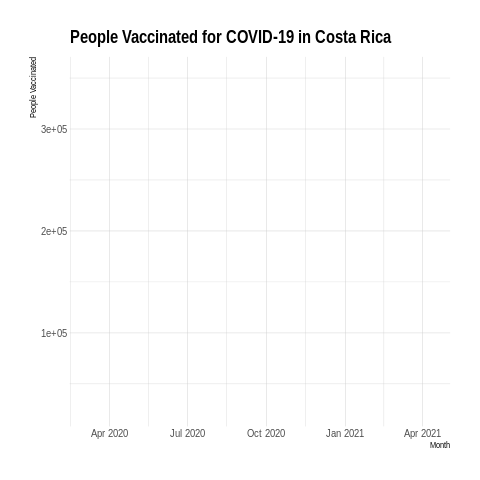 People Vaccinated for COVID-19 in Costa Rica
People Vaccinated
3e+05
2e+05
1e+05
Apr 2020 Jul 2020 Oct 2020 Jan 2021 Apr 2021
Month